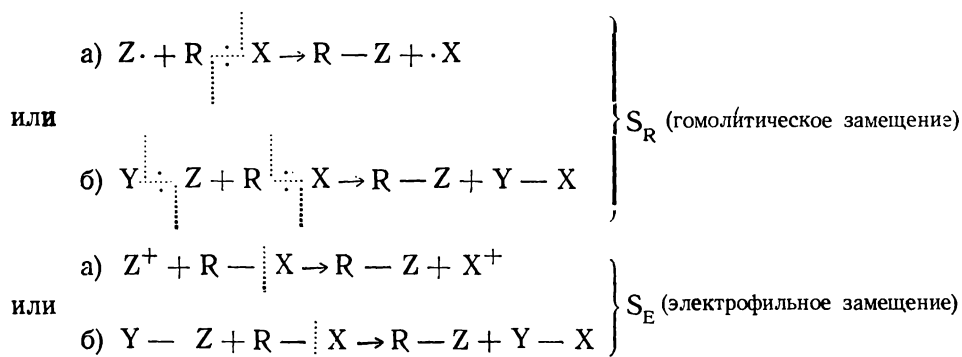 а) Z· + R : X → R — Z + ·X
или
S_R (гомолитическое замещение)
б) Y : Z + R : X → R — Z + Y — X
а) Z⁺ + R — X → R — Z + X⁺
или
S_E (электрофильное замещение)
б) Y — Z + R — X → R — Z + Y — X